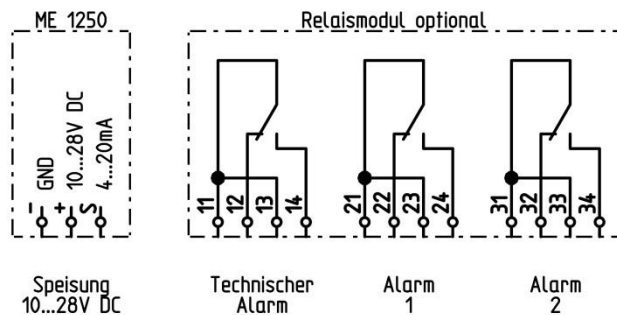 ME 1250
Relaismodul optional
GND
10...28V DC
4...20mA
- + S
11 12 13 14
21 22 23 24
31 32 33 34
Speisung
10...28V DC
Technischer
Alarm
Alarm
1
Alarm
2